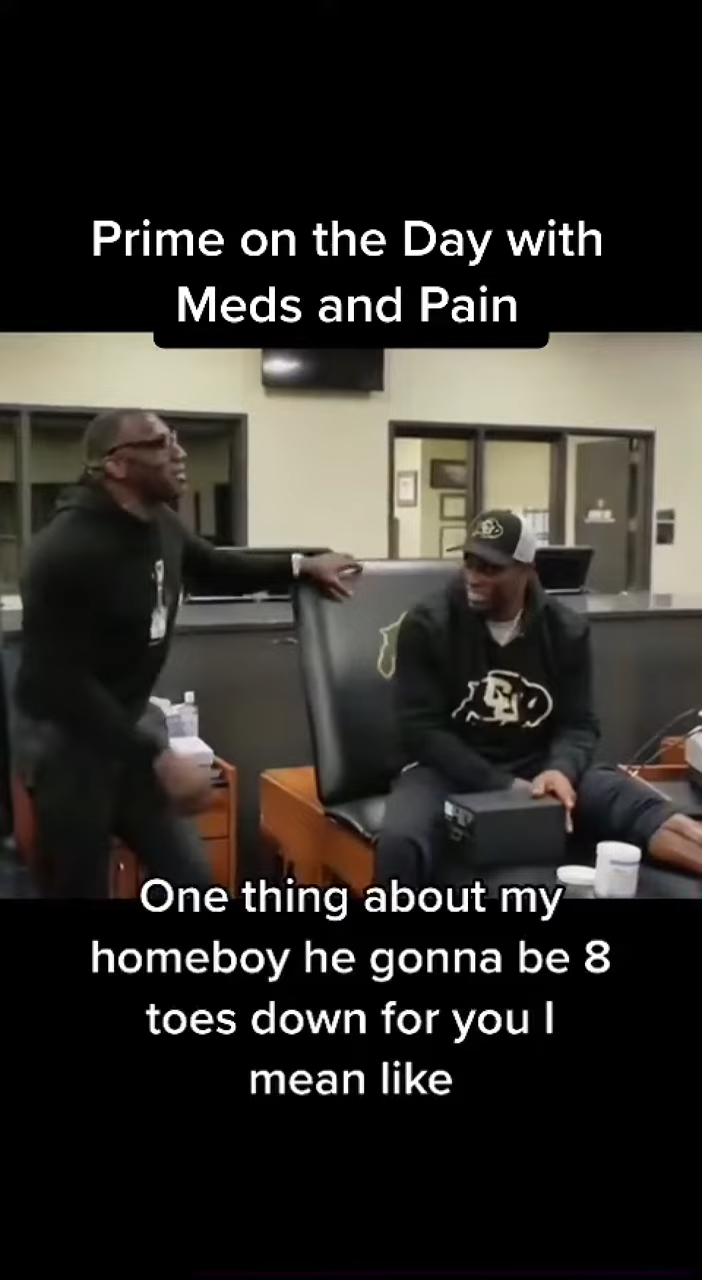 Prime on the Day with
Meds and Pain
CU
One thing about my
homeboy he gonna be 8
toes down for you I
mean like